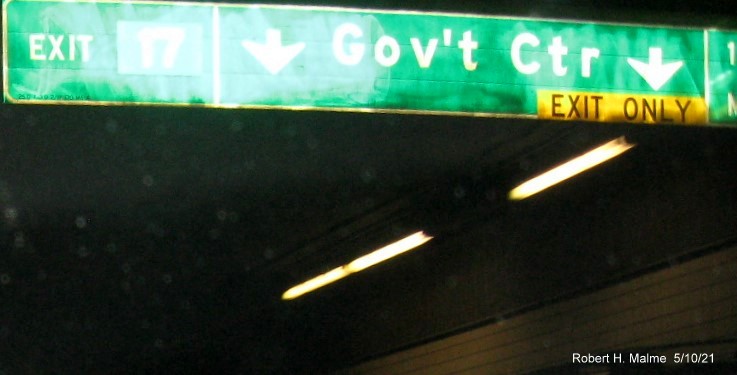 EXIT 17 Gov't Ctr
EXIT ONLY
Robert H. Malme 5/10/21